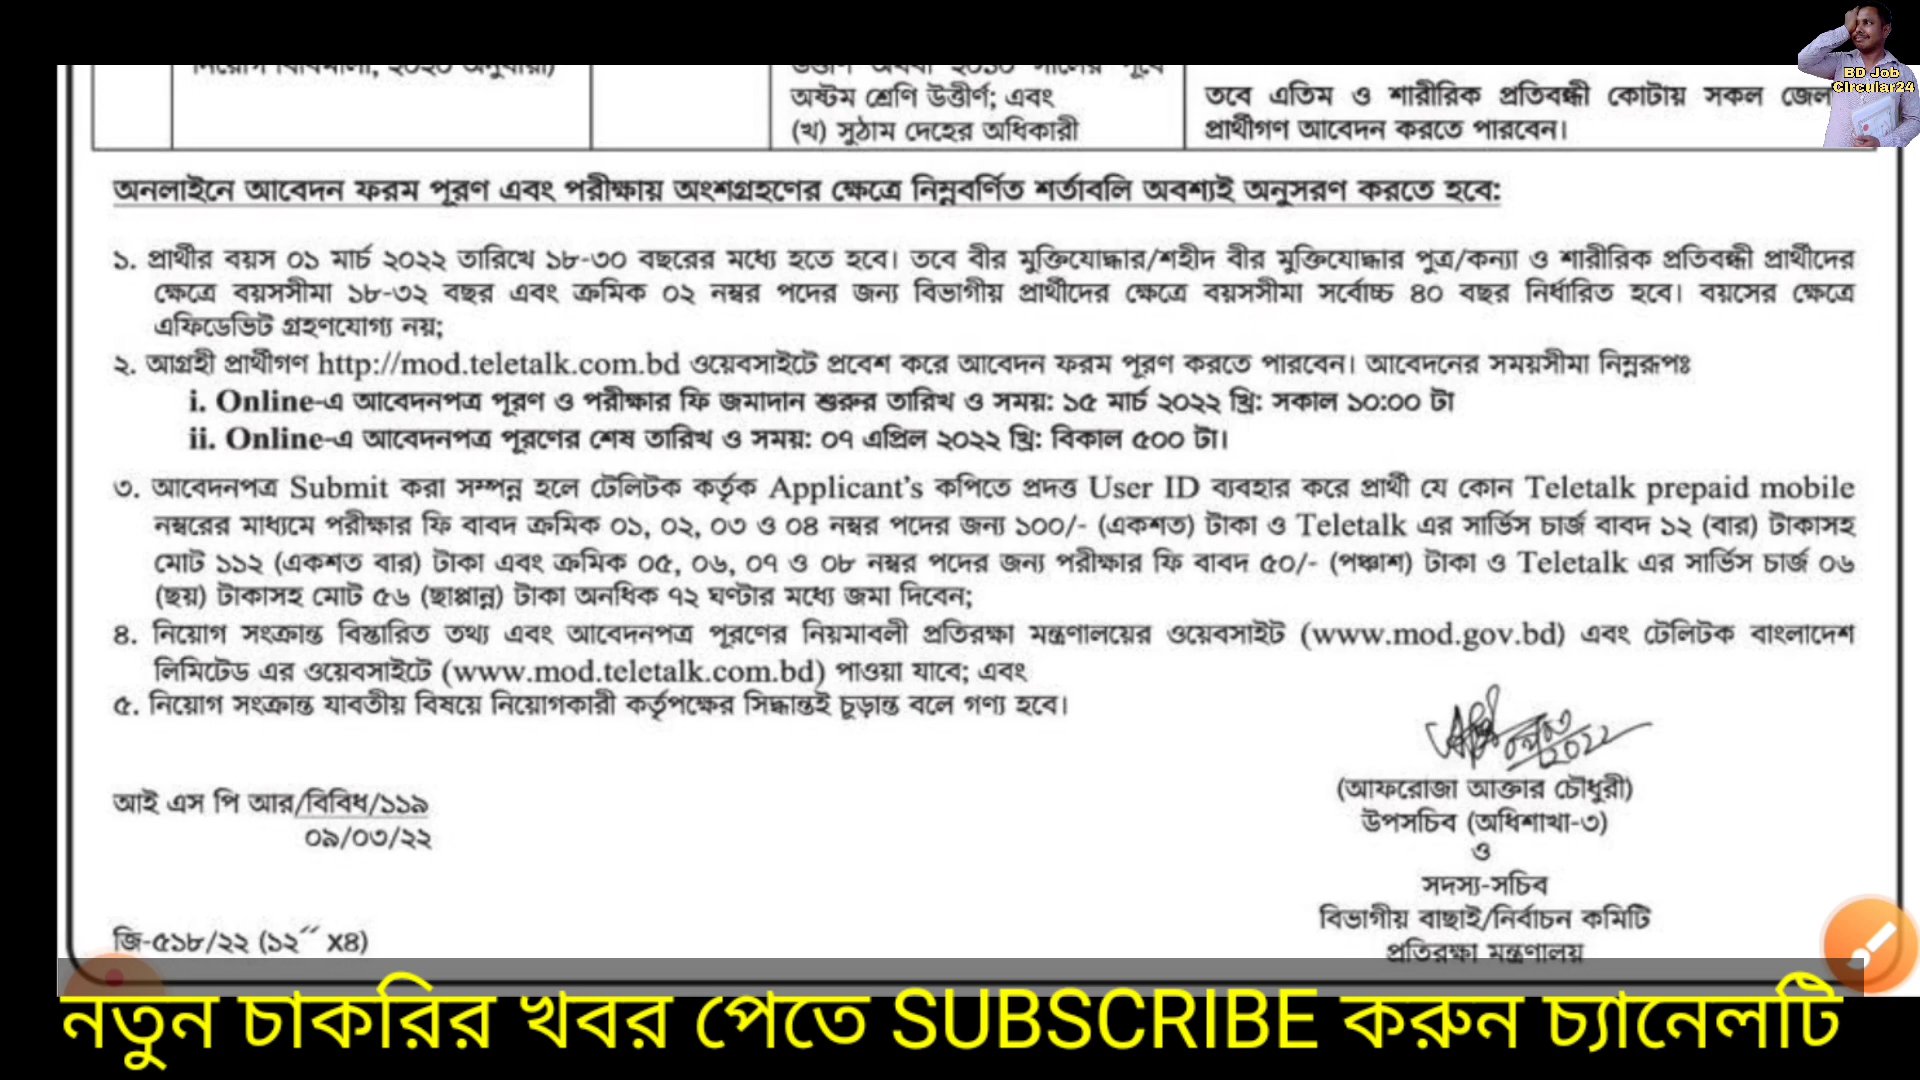 নিয়োগ বিধিমালা, ২০২০ অনুযায়ী)
উত্তীর্ণ অথবা ২০১০ সালের পূর্বে
অষ্টম শ্রেণি উত্তীর্ণ; এবং
(খ) সুঠাম দেহের অধিকারী
তবে এতিম ও শারীরিক প্রতিবন্ধী কোটায় সকল জেল
প্রার্থীগণ আবেদন করতে পারবেন।
BD Job
Circular24
অনলাইনে আবেদন ফরম পূরণ এবং পরীক্ষায় অংশগ্রহণের ক্ষেত্রে নিম্নবর্ণিত শর্তাবলি অবশ্যই অনুসরণ করতে হবে:
১. প্রার্থীর বয়স ০১ মার্চ ২০২২ তারিখে ১৮-৩০ বছরের মধ্যে হতে হবে। তবে বীর মুক্তিযোদ্ধার/শহীদ বীর মুক্তিযোদ্ধার পুত্র/কন্যা ও শারীরিক প্রতিবন্ধী প্রার্থীদের
ক্ষেত্রে বয়সসীমা ১৮-৩২ বছর এবং ক্রমিক ০২ নম্বর পদের জন্য বিভাগীয় প্রার্থীদের ক্ষেত্রে বয়সসীমা সর্বোচ্চ ৪০ বছর নির্ধারিত হবে। বয়সের ক্ষেত্রে
এফিডেভিট গ্রহণযোগ্য নয়;
২. আগ্রহী প্রার্থীগণ http://mod.teletalk.com.bd ওয়েবসাইটে প্রবেশ করে আবেদন ফরম পূরণ করতে পারবেন। আবেদনের সময়সীমা নিম্নরূপঃ
i. Online-এ আবেদনপত্র পূরণ ও পরীক্ষার ফি জমাদান শুরুর তারিখ ও সময়: ১৫ মার্চ ২০২২ খ্রি: সকাল ১০:০০ টা
ii. Online-এ আবেদনপত্র পূরণের শেষ তারিখ ও সময়: ০৭ এপ্রিল ২০২২ খ্রি: বিকাল ৫০০ টা।
৩. আবেদনপত্র Submit করা সম্পন্ন হলে টেলিটক কর্তৃক Applicant's কপিতে প্রদত্ত User ID ব্যবহার করে প্রার্থী যে কোন Teletalk prepaid mobile
নম্বরের মাধ্যমে পরীক্ষার ফি বাবদ ক্রমিক ০১, ০২, ০৩ ও ০৪ নম্বর পদের জন্য ১০০/- (একশত) টাকা ও Teletalk এর সার্ভিস চার্জ বাবদ ১২ (বার) টাকাসহ
মোট ১১২ (একশত বার) টাকা এবং ক্রমিক ০৫, ০৬, ০৭ ও ০৮ নম্বর পদের জন্য পরীক্ষার ফি বাবদ ৫০/- (পঞ্চাশ) টাকা ও Teletalk এর সার্ভিস চার্জ ০৬
(ছয়) টাকাসহ মোট ৫৬ (ছাপ্পান্ন) টাকা অনধিক ৭২ ঘণ্টার মধ্যে জমা দিবেন;
৪. নিয়োগ সংক্রান্ত বিস্তারিত তথ্য এবং আবেদনপত্র পূরণের নিয়মাবলী প্রতিরক্ষা মন্ত্রণালয়ের ওয়েবসাইট (www.mod.gov.bd) এবং টেলিটক বাংলাদেশ
লিমিটেড এর ওয়েবসাইটে (www.mod.teletalk.com.bd) পাওয়া যাবে; এবং
৫. নিয়োগ সংক্রান্ত যাবতীয় বিষয়ে নিয়োগকারী কর্তৃপক্ষের সিদ্ধান্তই চূড়ান্ত বলে গণ্য হবে।
২০২২
(আফরোজা আক্তার চৌধুরী)
উপসচিব (অধিশাখা-৩)
ও
সদস্য-সচিব
বিভাগীয় বাছাই/নির্বাচন কমিটি
প্রতিরক্ষা মন্ত্রণালয়
আই এস পি আর/বিবিধ/১১৯
০৯/০৩/২২
জি-৫১৮/২২ (১২˝ X৪)
নতুন চাকরির খবর পেতে SUBSCRIBE করুন চ্যানেলটি